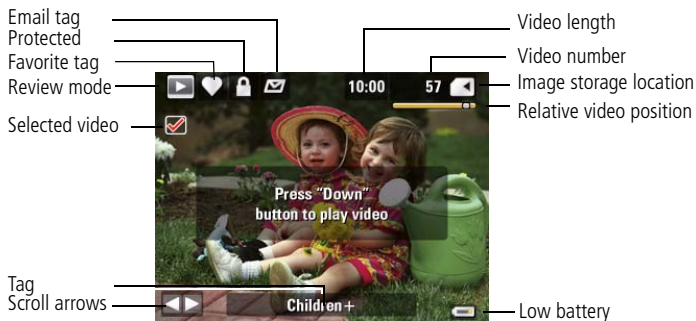 Email tag
Protected
Favorite tag
Review mode
Selected video
Video length
Video number
Image storage location
Relative video position
10:00
57
Press "Down"
button to play video
Tag
Scroll arrows
Children+
Low battery